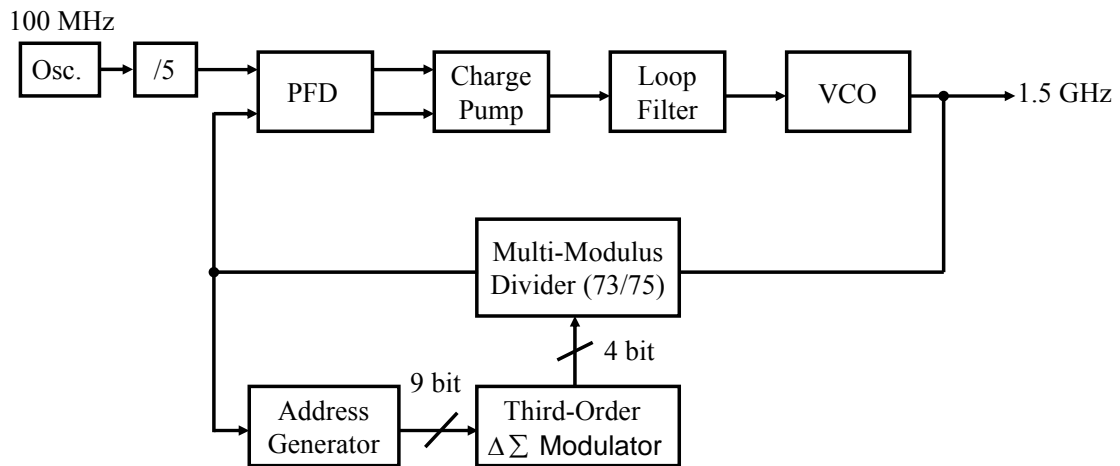 100 MHz
Osc.
/5
PFD
Charge
Pump
Loop
Filter
VCO
1.5 GHz
Multi-Modulus
Divider (73/75)
4 bit
9 bit
Address
Generator
Third-Order
ΔΣ Modulator